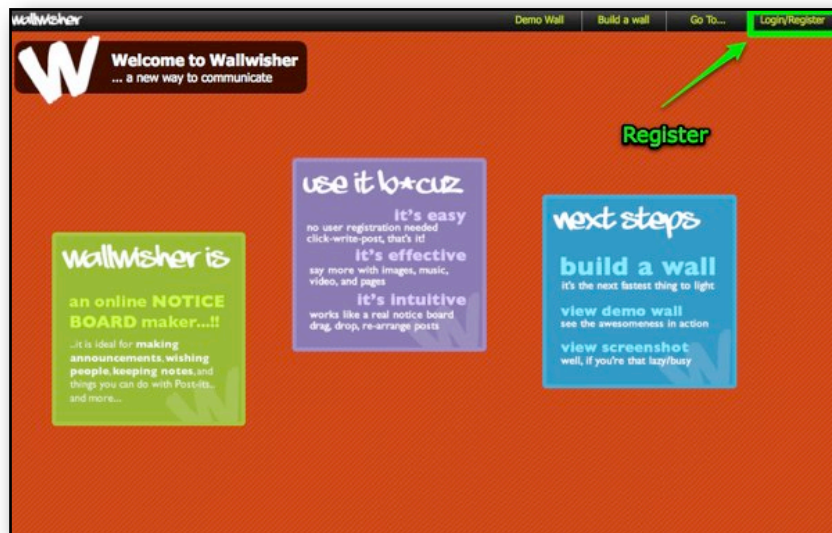 wallwisher
Demo Wall
Build a wall
Go To...
Login/Register
W
Welcome to Wallwisher
... a new way to communicate
Register
wallwisher is
an online NOTICE
BOARD maker...!!
..it is ideal for making
announcements, wishing
people, keeping notes, and
things you can do with Post-its..
and more...
W
use it b*cuz
it's easy
no user registration needed
click-write-post, that's it!
it's effective
say more with images, music,
video, and pages
it's intuitive
works like a real notice board
drag, drop, re-arrange posts
W
next steps
build a wall
it's the next fastest thing to light
view demo wall
see the awesomeness in action
view screenshot
well, if you're that lazy/busy
W